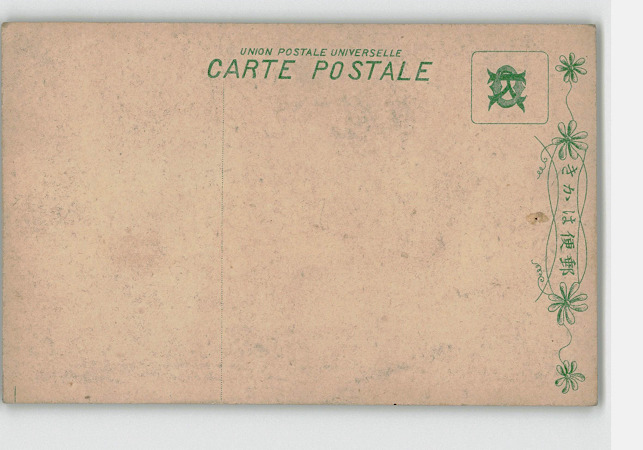 UNION POSTALE UNIVERSELLE
CARTE POSTALE
郵便はかき